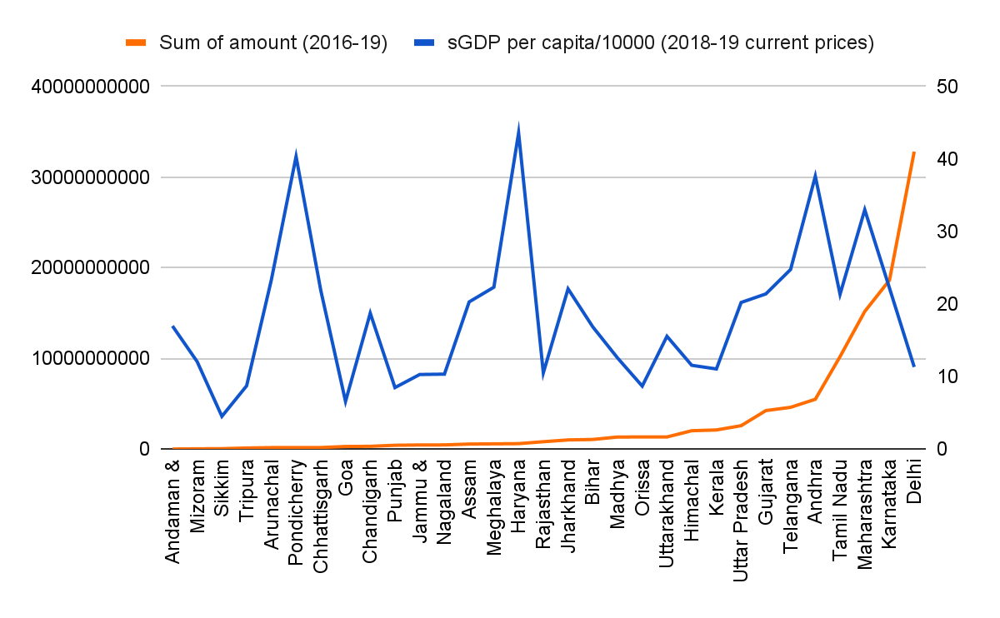 Sum of amount (2016-19) sGDP per capita/10000 (2018-19 current prices)
40000000000 50
30000000000 40
20000000000 30
10000000000 20
0 10
0
Andaman &
Mizoram
Sikkim
Tripura
Arunachal
Pondicherry
Chhattisgarh
Goa
Chandigarh
Punjab
Jammu &
Nagaland
Assam
Meghalaya
Haryana
Rajasthan
Jharkhand
Bihar
Madhya
Orissa
Uttarakhand
Himachal
Kerala
Uttar Pradesh
Gujarat
Telangana
Andhra
Tamil Nadu
Maharashtra
Karnataka
Delhi